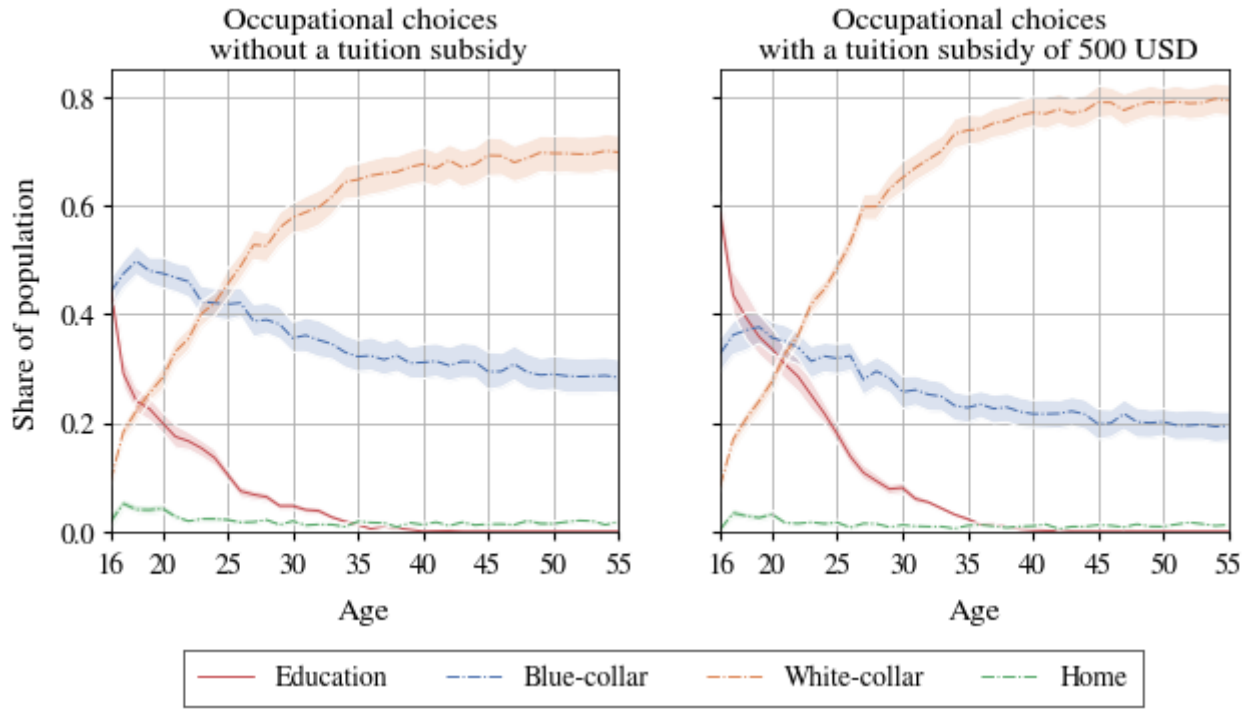 Occupational choices
without a tuition subsidy
Occupational choices
with a tuition subsidy of 500 USD
Share of population
0.8
0.6
0.4
0.2
0.0
16 20 25 30 35 40 45 50 55
16 20 25 30 35 40 45 50 55
Age
Age
Education Blue-collar White-collar Home